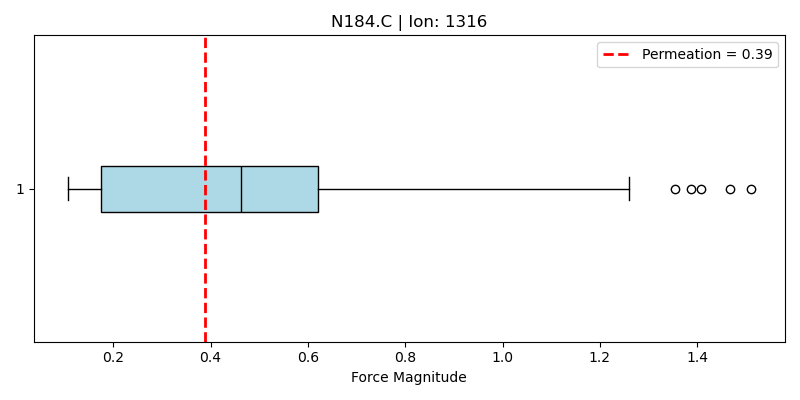 N184.C | Ion: 1316
Permeation = 0.39
1
0.2 0.4 0.6 0.8 1.0 1.2 1.4
Force Magnitude